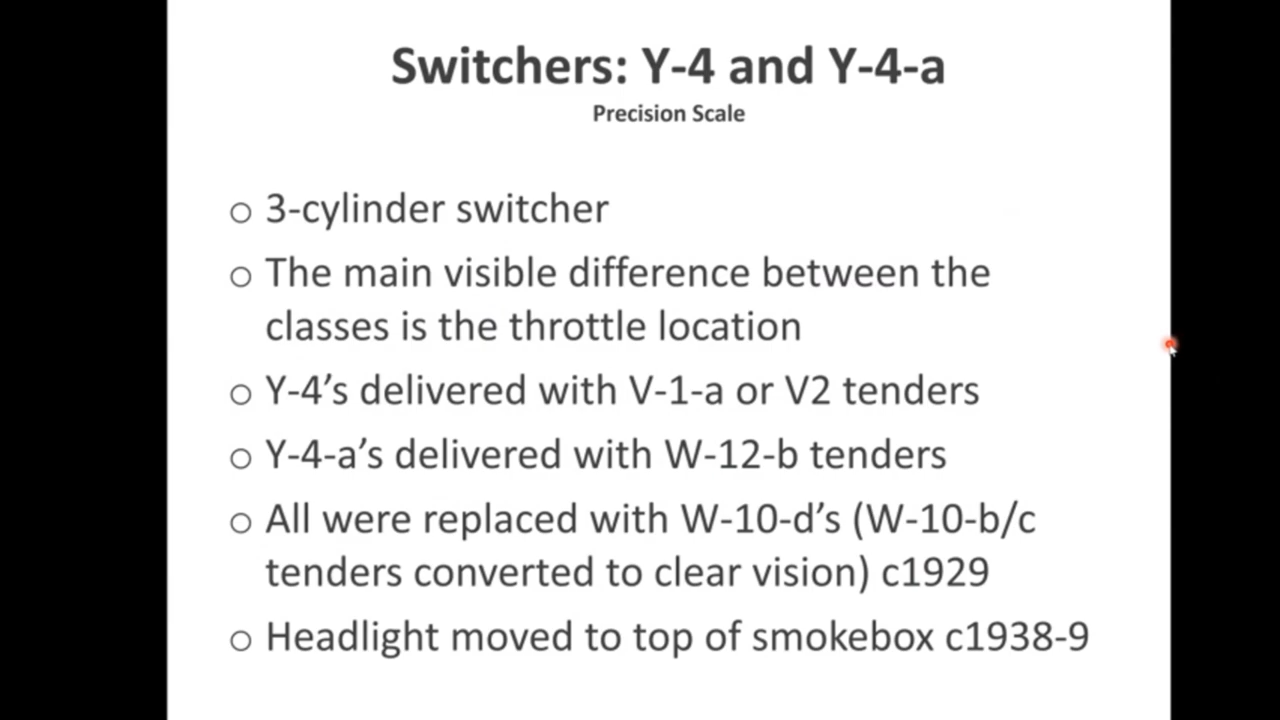 Switchers: Y-4 and Y-4-a
Precision Scale
○ 3-cylinder switcher
○ The main visible difference between the
classes is the throttle location
○ Y-4’s delivered with V-1-a or V2 tenders
○ Y-4-a’s delivered with W-12-b tenders
○ All were replaced with W-10-d’s (W-10-b/c
tenders converted to clear vision) c1929
○ Headlight moved to top of smokebox c1938-9